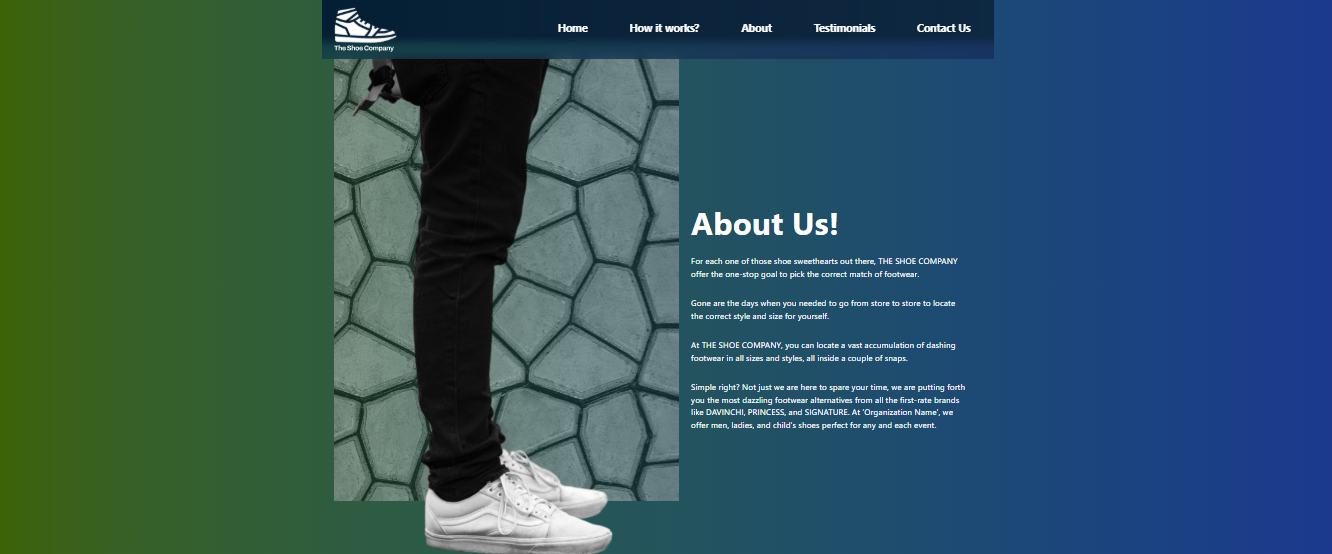 The Shoe Company
Home
How it works?
About
Testimonials
Contact Us
About Us!
For each one of those shoe sweethearts out there, THE SHOE COMPANY
offer the one-stop goal to pick the correct match of footwear.
Gone are the days when you needed to go from store to store to locate
the correct style and size for yourself.
At THE SHOE COMPANY, you can locate a vast accumulation of dashing
footwear in all sizes and styles, all inside a couple of snaps.
Simple right? Not just we are here to spare your time, we are putting forth
you the most dazzling footwear alternatives from all the first-rate brands
like DAVINCHI, PRINCESS, and SIGNATURE. At 'Organization Name', we
offer men, ladies, and child's shoes perfect for any and each event.